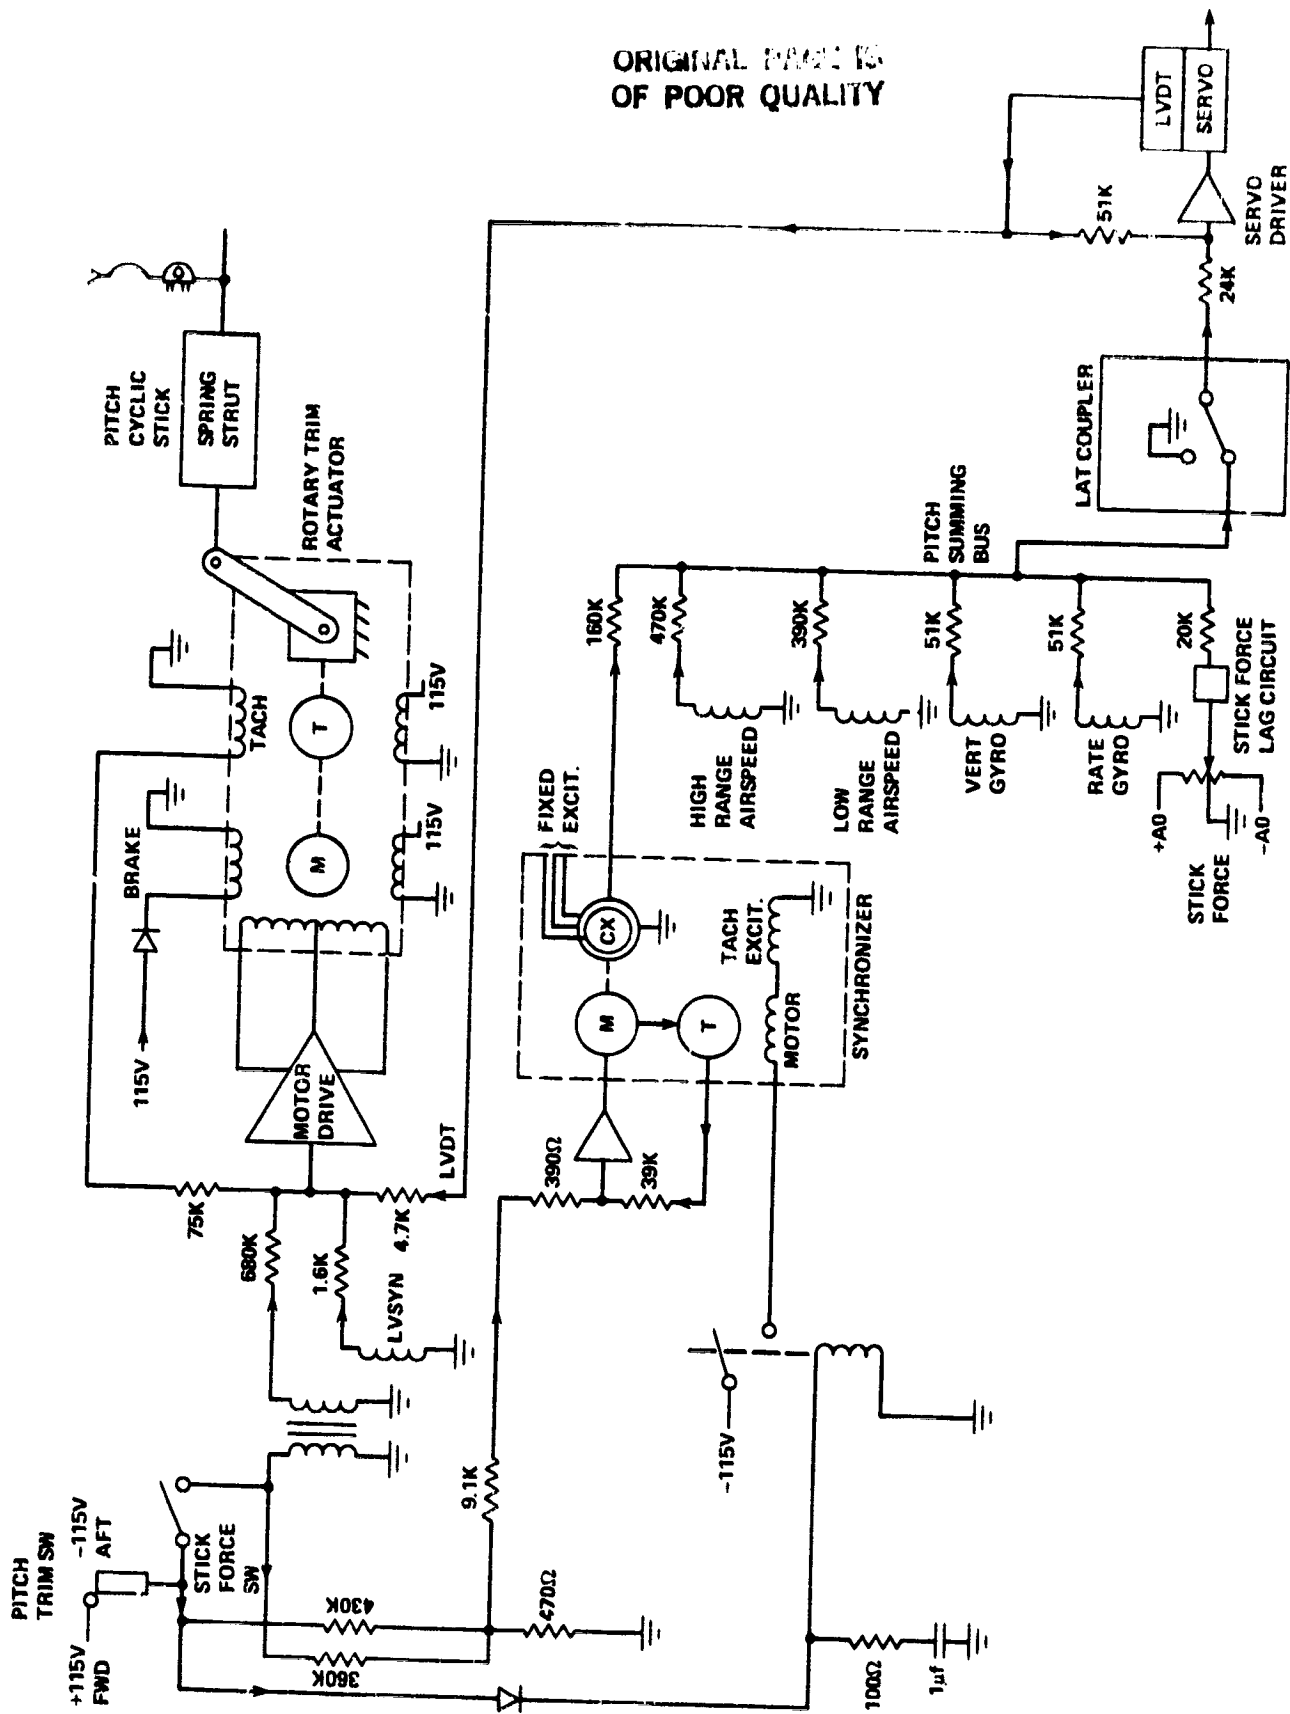 ORIGINAL PAGE IS
OF POOR QUALITY
PITCH
TRIM SW
+115V
FWD
-115V
AFT
STICK
FORCE
SW
430K
360K
470Ω
9.1K
680K
1.6K
LVSYN
75K
4.7K
LVDT
115V
MOTOR
DRIVE
BRAKE
TACH
M
T
115V
115V
ROTARY TRIM
ACTUATOR
PITCH
CYCLIC
STICK
SPRING
STRUT
390Ω
39K
M
T
CX
FIXED
EXCIT.
TACH
EXCIT.
MOTOR
SYNCHRONIZER
-115V
100Ω
1μf
160K
470K
390K
51K
51K
20K
HIGH
RANGE
AIRSPEED
LOW
RANGE
AIRSPEED
VERT
GYRO
RATE
GYRO
STICK FORCE
LAG CIRCUIT
+A0
-A0
STICK
FORCE
PITCH
SUMMING
BUS
LAT COUPLER
24K
51K
SERVO
DRIVER
LVDT
SERVO